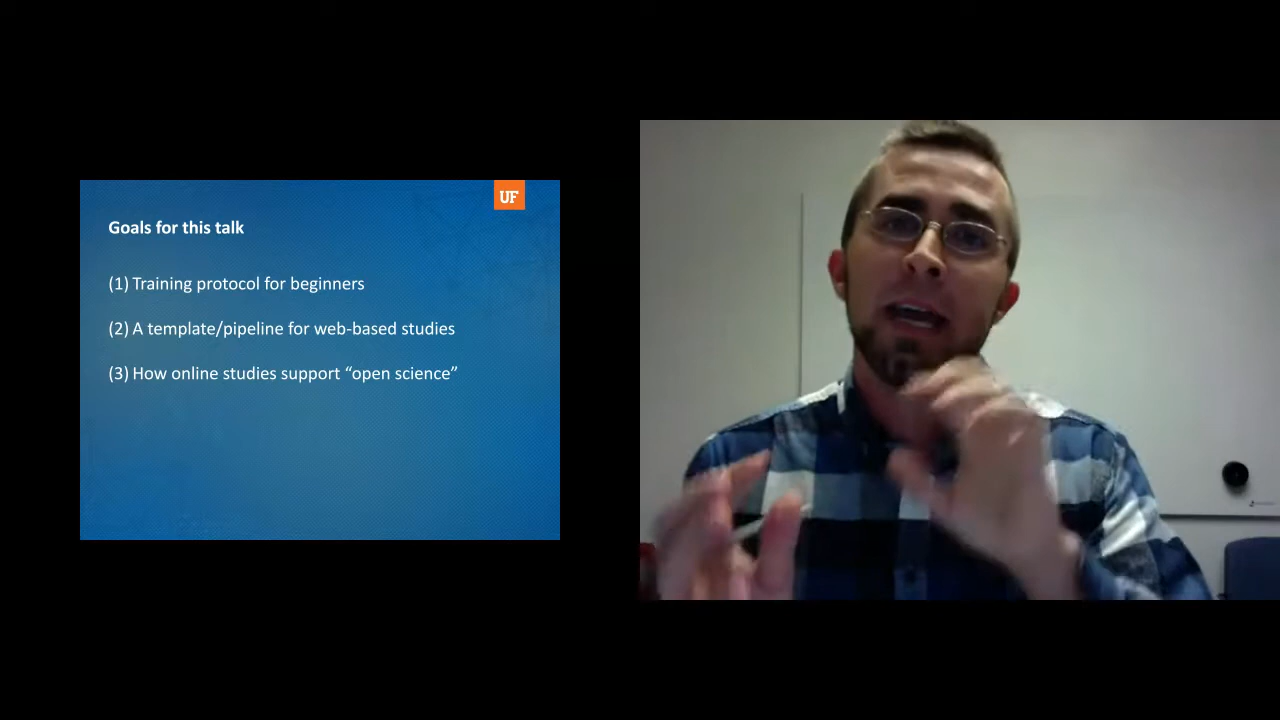 UF
Goals for this talk
(1) Training protocol for beginners
(2) A template/pipeline for web-based studies
(3) How online studies support “open science”